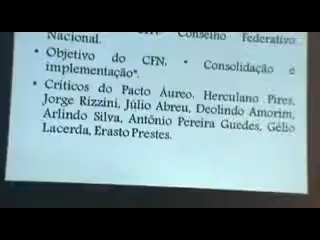 Conselho Federativo
Nacional.
• Objetivo do CFN. • Consolidação e
implementação".
• Críticos do Pacto Áureo. Herculano Pires,
Jorge Rizzini, Júlio Abreu, Deolindo Amorim,
Arlindo Silva, Antônio Pereira Guedes, Gélio
Lacerda, Erasto Prestes.